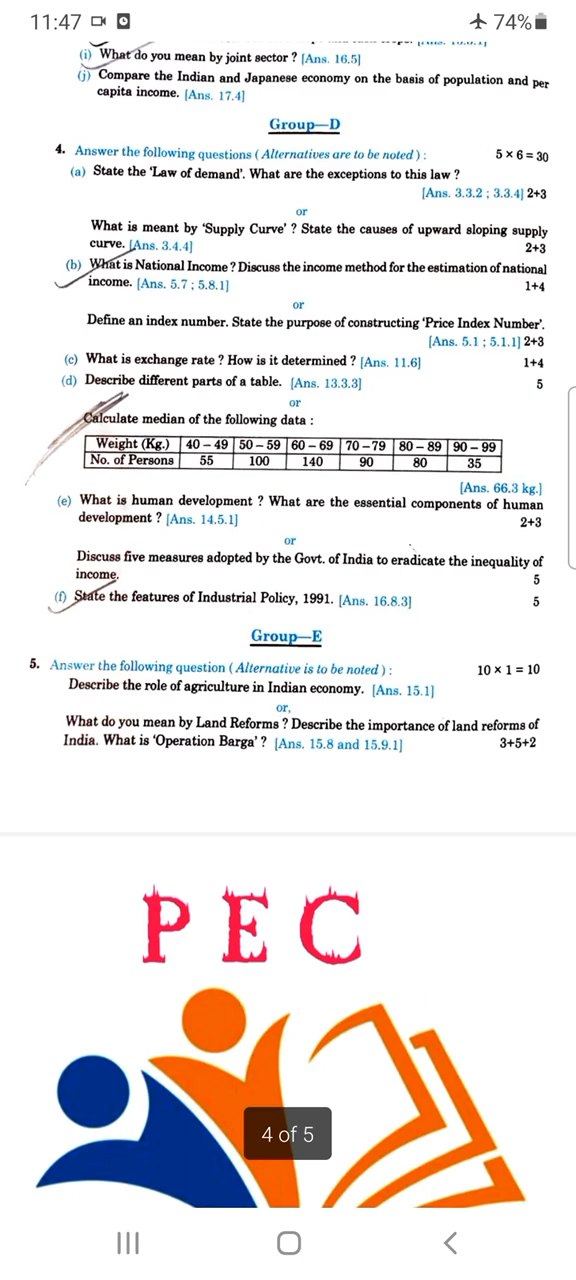 11:47 74%
(i) What do you mean by joint sector ? [Ans. 16.5]
(j) Compare the Indian and Japanese economy on the basis of population and per
capita income. [Ans. 17.4]
Group—D
4. Answer the following questions ( Alternatives are to be noted ) : 5 × 6 = 30
(a) State the 'Law of demand'. What are the exceptions to this law ?
[Ans. 3.3.2 ; 3.3.4] 2+3
or
What is meant by 'Supply Curve' ? State the causes of upward sloping supply
curve. [Ans. 3.4.4] 2+3
(b) What is National Income ? Discuss the income method for the estimation of national
income. [Ans. 5.7 ; 5.8.1] 1+4
or
Define an index number. State the purpose of constructing 'Price Index Number'.
[Ans. 5.1 ; 5.1.1] 2+3
(c) What is exchange rate ? How is it determined ? [Ans. 11.6] 1+4
(d) Describe different parts of a table. [Ans. 13.3.3] 5
or
Calculate median of the following data :
Weight (Kg.) 40 – 49 50 – 59 60 – 69 70 – 79 80 – 89 90 – 99
No. of Persons 55 100 140 90 80 35
[Ans. 66.3 kg.]
(e) What is human development ? What are the essential components of human
development ? [Ans. 14.5.1] 2+3
or
Discuss five measures adopted by the Govt. of India to eradicate the inequality of
income. 5
(f) State the features of Industrial Policy, 1991. [Ans. 16.8.3] 5
Group—E
5. Answer the following question ( Alternative is to be noted ) : 10 × 1 = 10
Describe the role of agriculture in Indian economy. [Ans. 15.1]
or,
What do you mean by Land Reforms ? Describe the importance of land reforms of
India. What is 'Operation Barga' ? [Ans. 15.8 and 15.9.1] 3+5+2
PEC
4 of 5